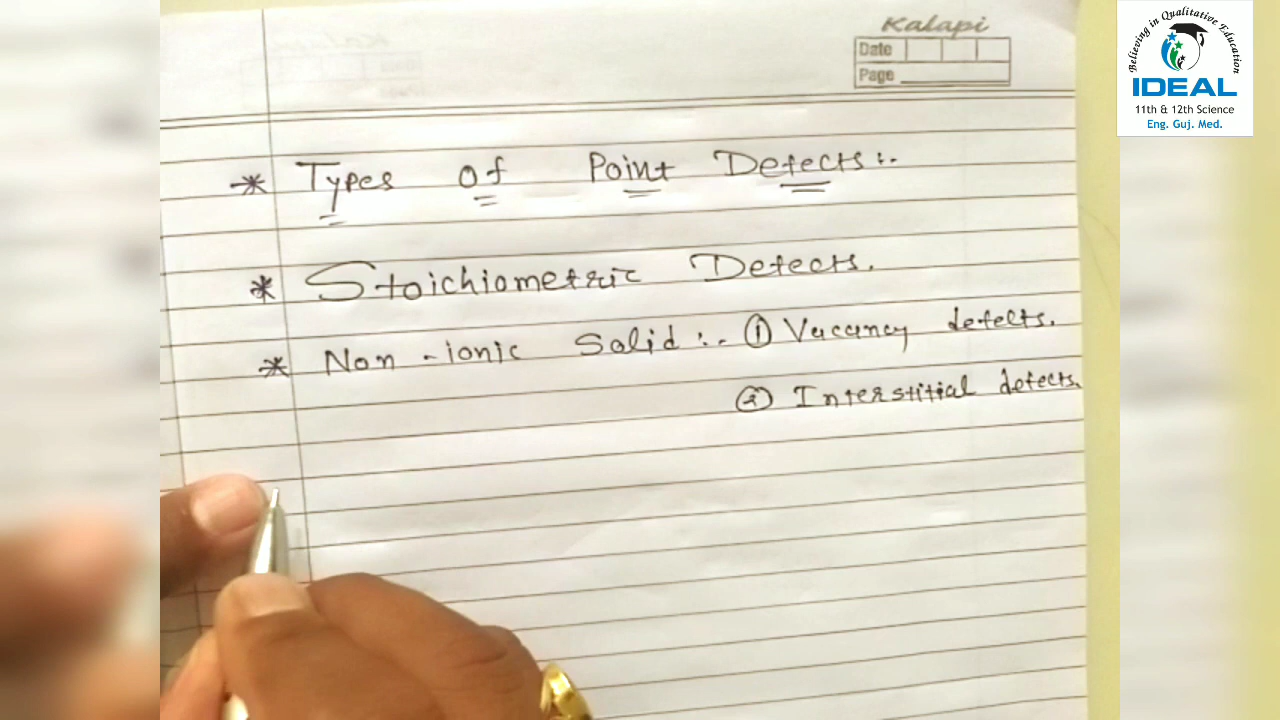 Kalapi
Date
Page
Believing in Qualitative Education
IDEAL
11th & 12th Science
Eng. Guj. Med.
* Types of Point Defects :-
* Stoichiometric Defects.
* Non-ionic Solid :- ① Vacancy defects.
② Interstitial defects.